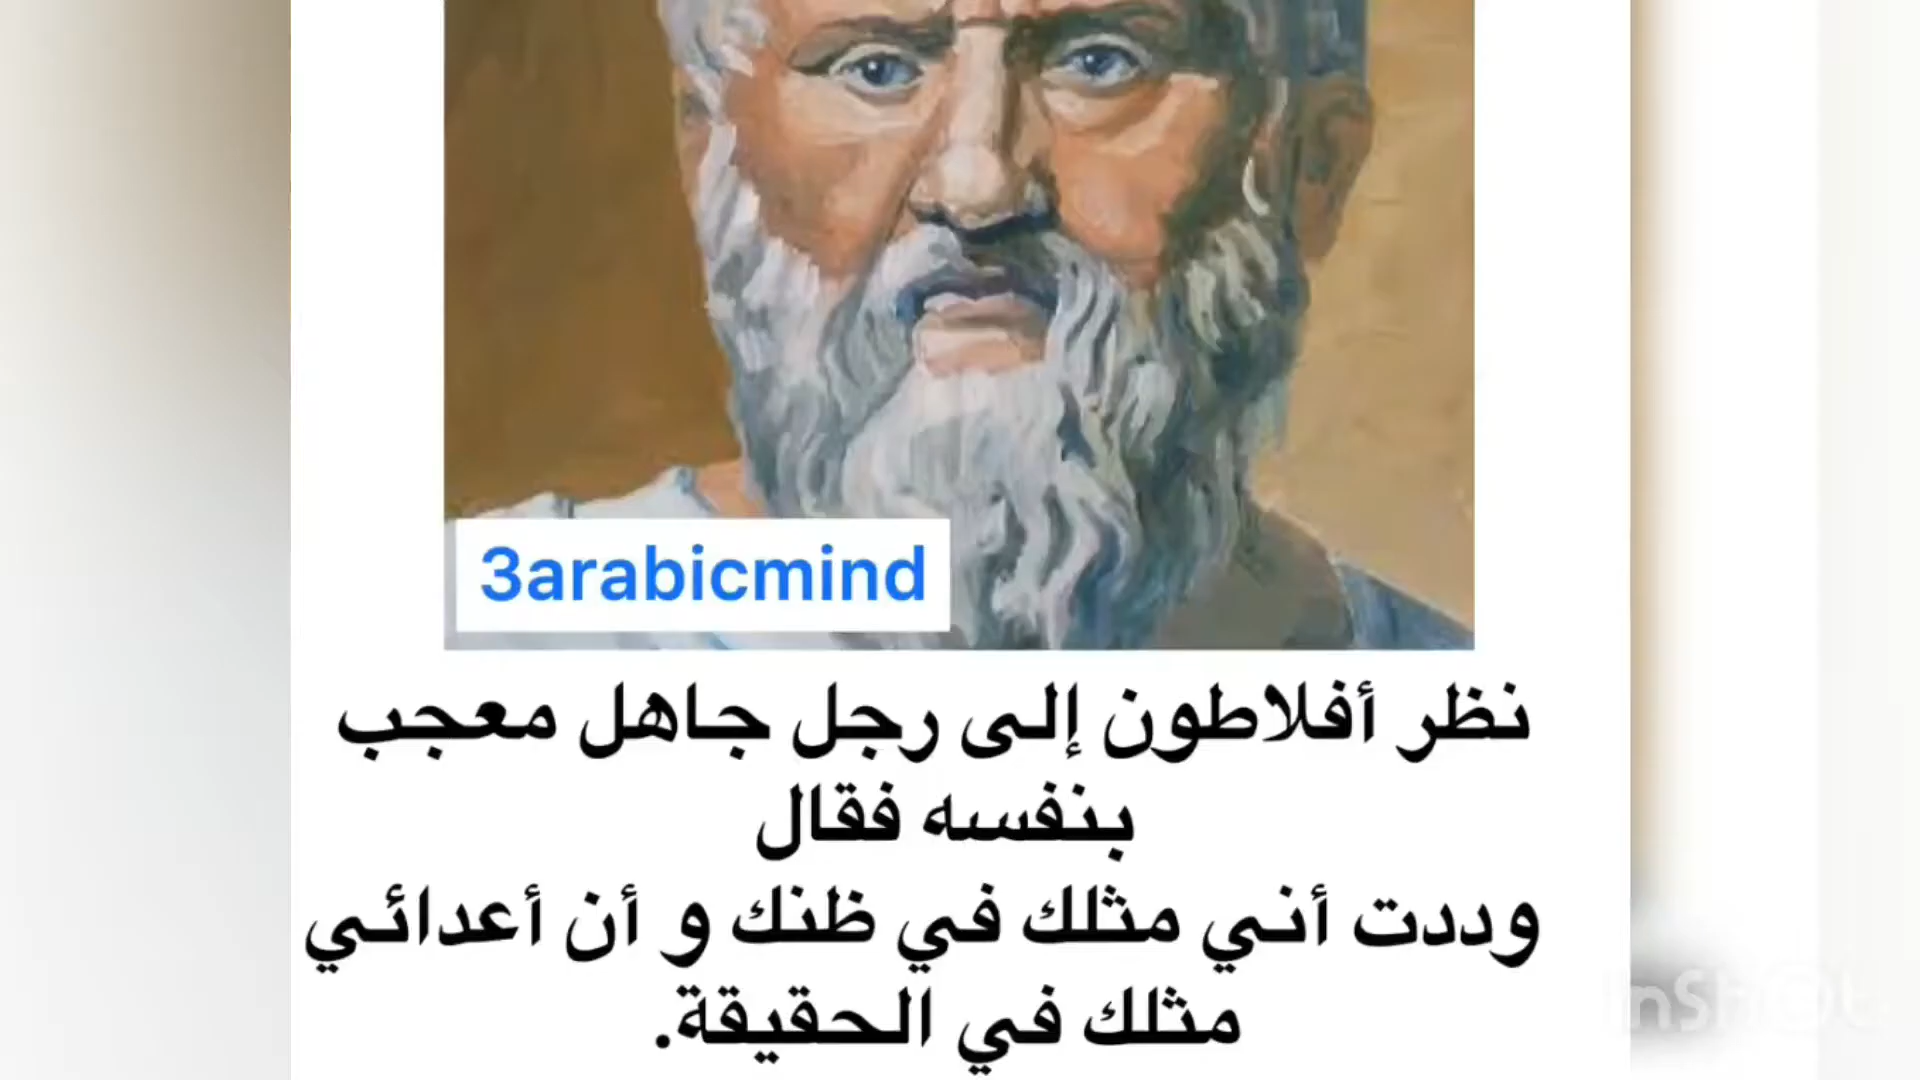 3arabicmind
نظر أفلاطون إلى رجل جاهل معجب
بنفسه فقال
وددت أني مثلك في ظنك و أن أعدائي
مثلك في الحقيقة.
InShOt